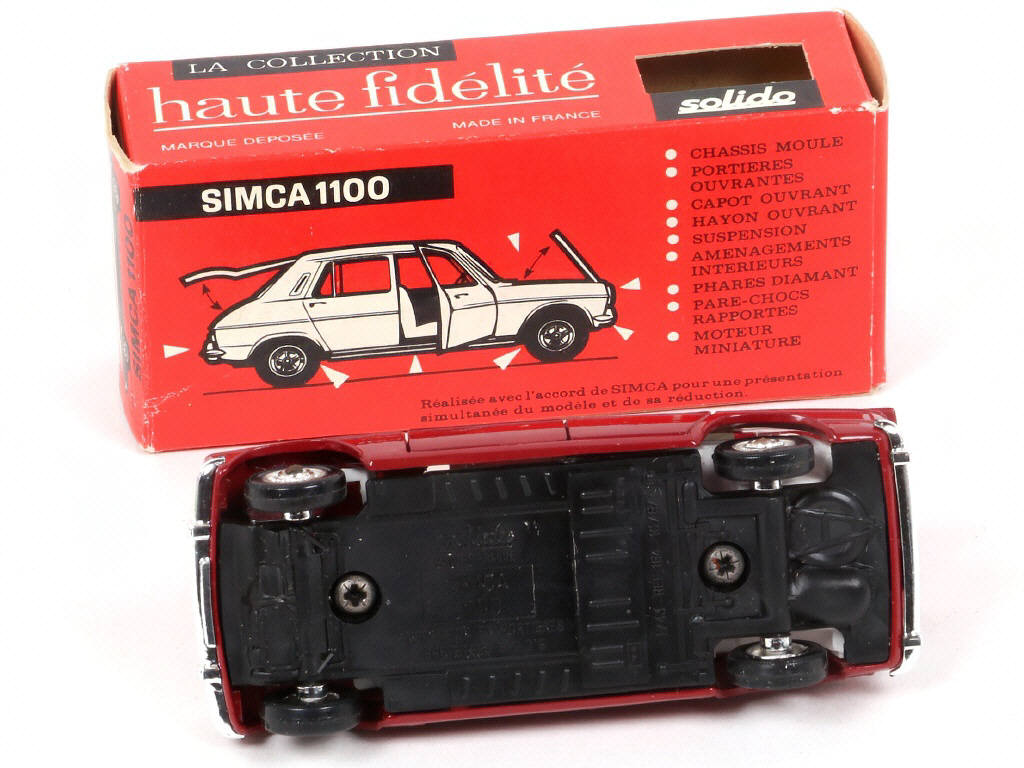 LA COLLECTION
haute fidélité
MARQUE DEPOSÉE
MADE IN FRANCE
solido
SIMCA 1100
SIMCA 1100
CHASSIS MOULE
PORTIERES
OUVRANTES
CAPOT OUVRANT
HAYON OUVRANT
SUSPENSION
AMENAGEMENTS
INTERIEURS
PHARES DIAMANT
PARE-CHOCS
RAPPORTES
MOTEUR
MINIATURE
Réalisée avec l'accord de SIMCA pour une présentation
simultanée du modèle et de sa réduction.